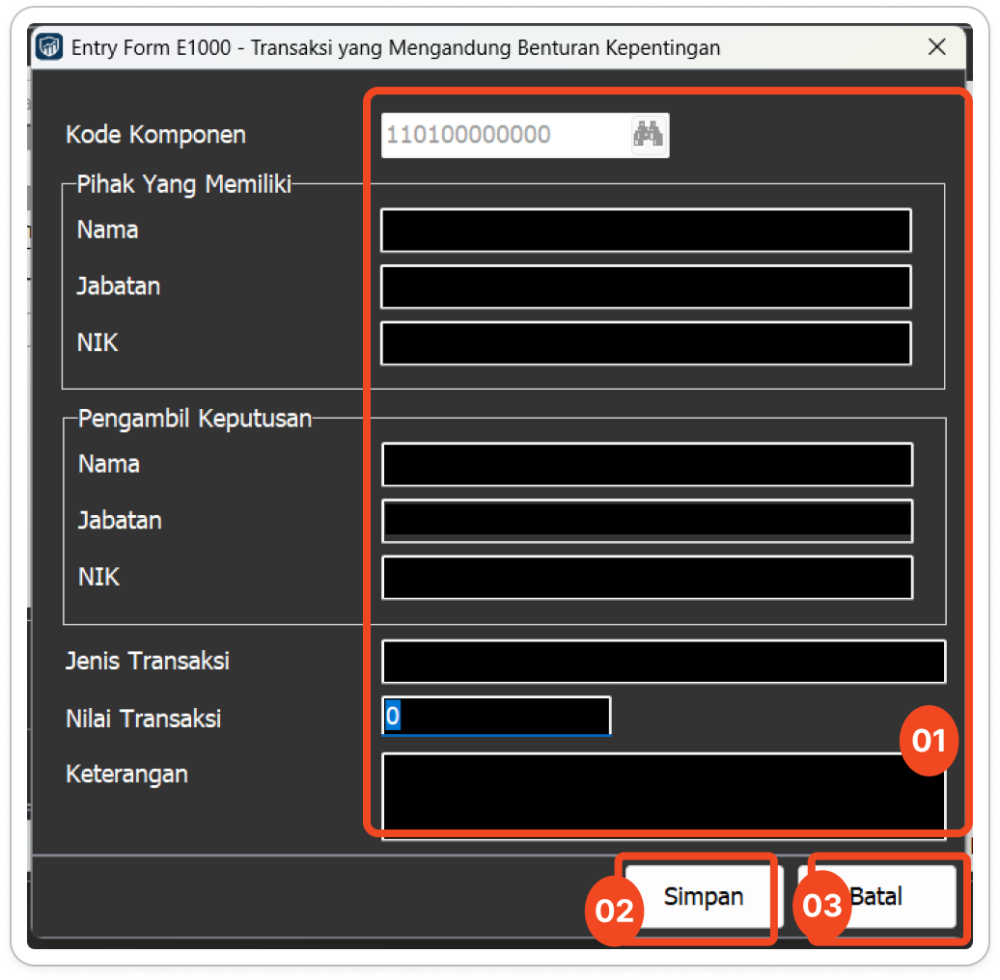 Entry Form E1000 - Transaksi yang Mengandung Benturan Kepentingan
Kode Komponen 110100000000
Pihak Yang Memiliki
Nama
Jabatan
NIK
Pengambil Keputusan
Nama
Jabatan
NIK
Jenis Transaksi
Nilai Transaksi 0
01
Keterangan
02 Simpan 03 Batal